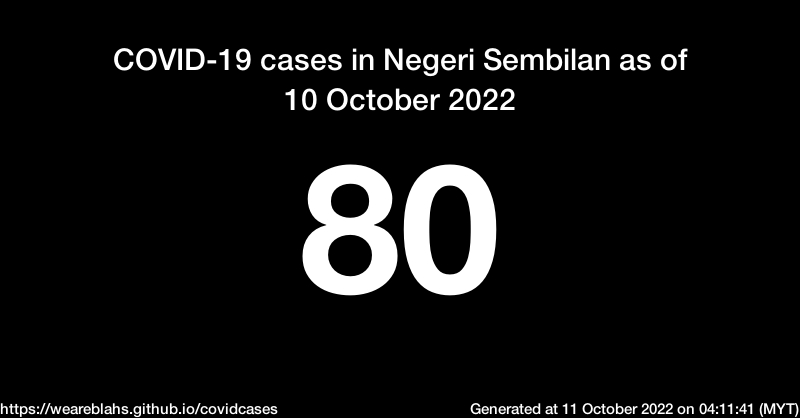 COVID-19 cases in Negeri Sembilan as of
10 October 2022
80
https://weareblahs.github.io/covidcases
Generated at 11 October 2022 on 04:11:41 (MYT)